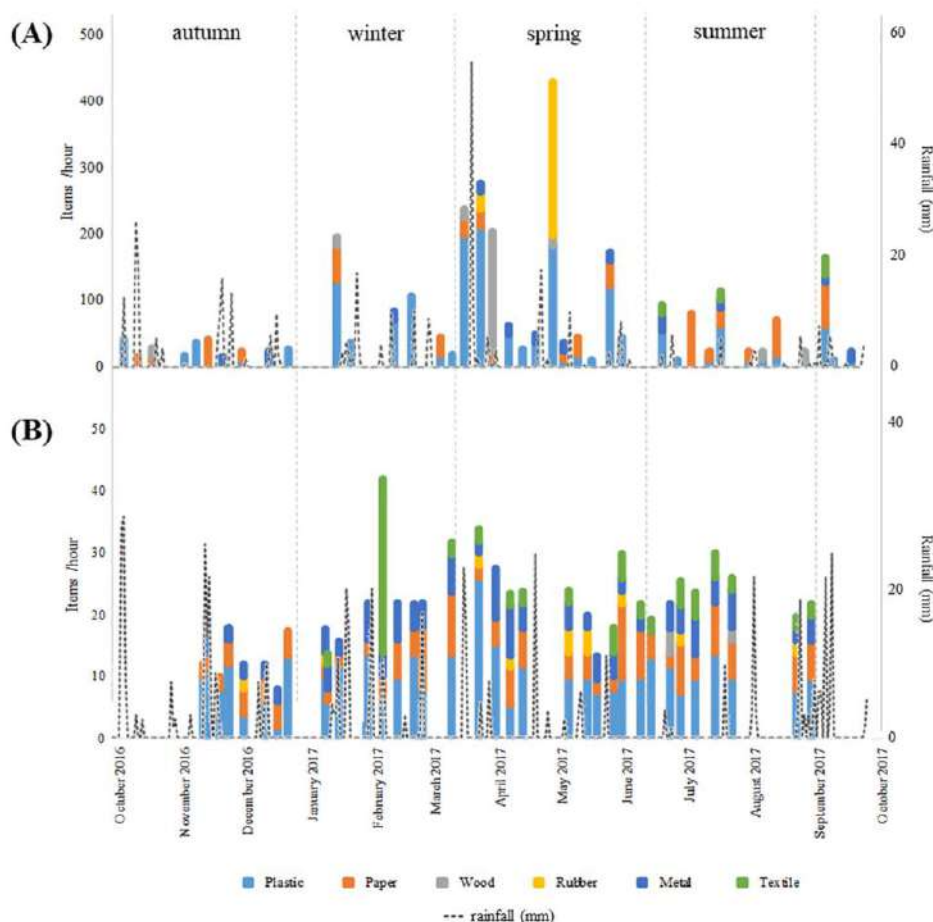 (A)
autumn winter spring summer
500
400
300
200
100
0
Items /hour
60
40
20
0
Rainfall (mm)
(B)
50
40
30
20
10
0
Items/hour
40
20
0
Rainfall (mm)
October 2016
November 2016
December 2016
January 2017
February 2017
March 2017
April 2017
May 2017
June 2017
July 2017
August 2017
September 2017
October 2017
Plastic Paper Wood Rubber Metal Textile
rainfall (mm)